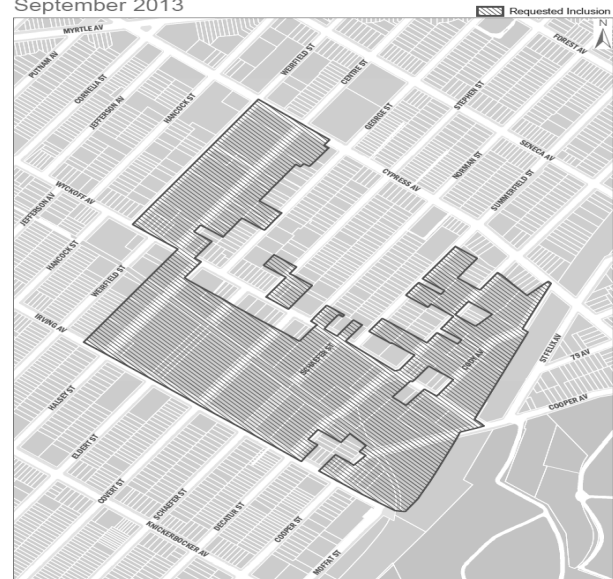 September 2013
Requested Inclusion
N
MYRTLE AV
FOREST AV
PUTNAM AV
CORNELIA ST
JEFFERSON AV
HANCOCK ST
WEIRFIELD ST
CENTRE ST
GEORGE ST
STEPHEN ST
SENECA AV
NORMAN ST
SUMMERFIELD ST
CYPRESS AV
WYCKOFF AV
JEFFERSON AV
HANCOCK ST
WEIRFIELD ST
IRVING AV
SCHAEFER ST
CODY AV
ST FELIX AV
79 AV
COOPER AV
HALSEY ST
ELDERT ST
COVERT ST
SCHAEFER ST
DECATUR ST
COOPER ST
MOFFAT ST
KNICKERBOCKER AV